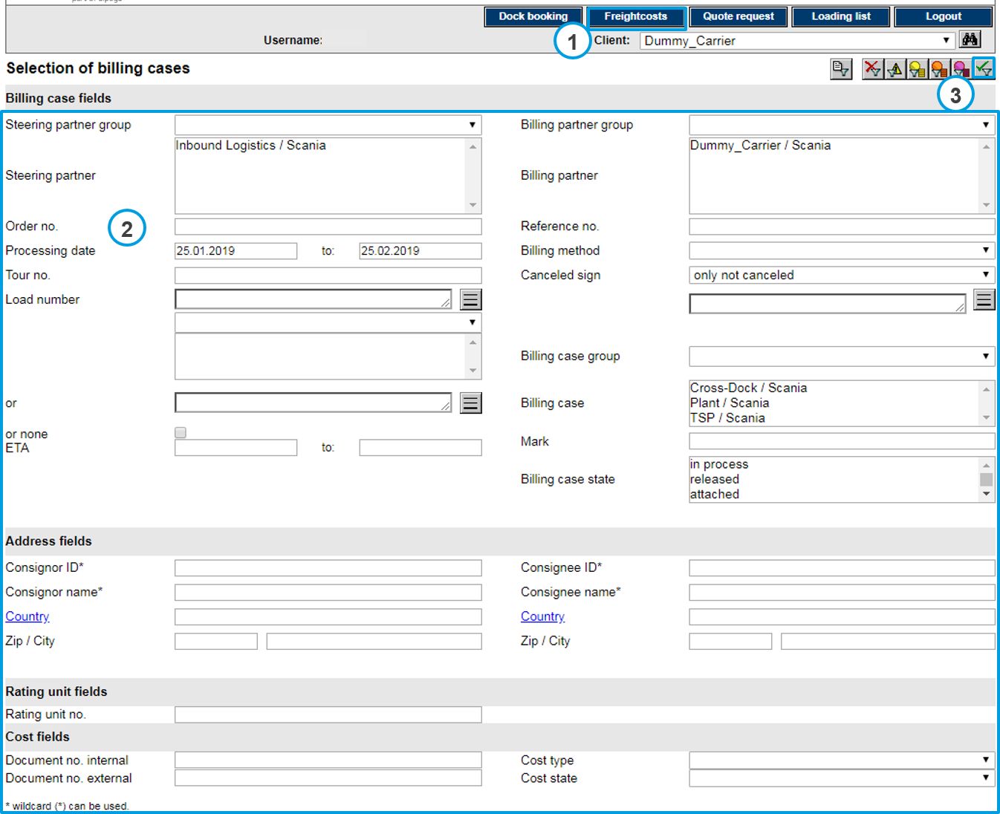 Dock booking Freightcosts Quote request Loading list Logout
Username: 1 Client: Dummy_Carrier
Selection of billing cases
3
Billing case fields
Steering partner group Billing partner group
Inbound Logistics / Scania Dummy_Carrier / Scania
Steering partner Billing partner
Order no. 2 Reference no.
Processing date 25.01.2019 to: 25.02.2019 Billing method
Tour no. Canceled sign only not canceled
Load number
Billing case group
Cross-Dock / Scania
or Billing case Plant / Scania
TSP / Scania
or none
ETA to: Mark
in process
Billing case state released
attached
Address fields
Consignor ID* Consignee ID*
Consignor name* Consignee name*
Country Country
Zip / City Zip / City
Rating unit fields
Rating unit no.
Cost fields
Document no. internal Cost type
Document no. external Cost state
* wildcard (*) can be used.